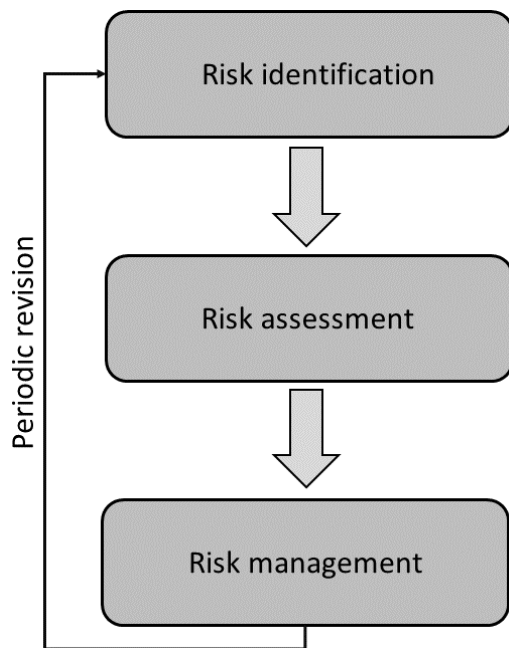 Risk identification
Risk assessment
Risk management
Periodic revision